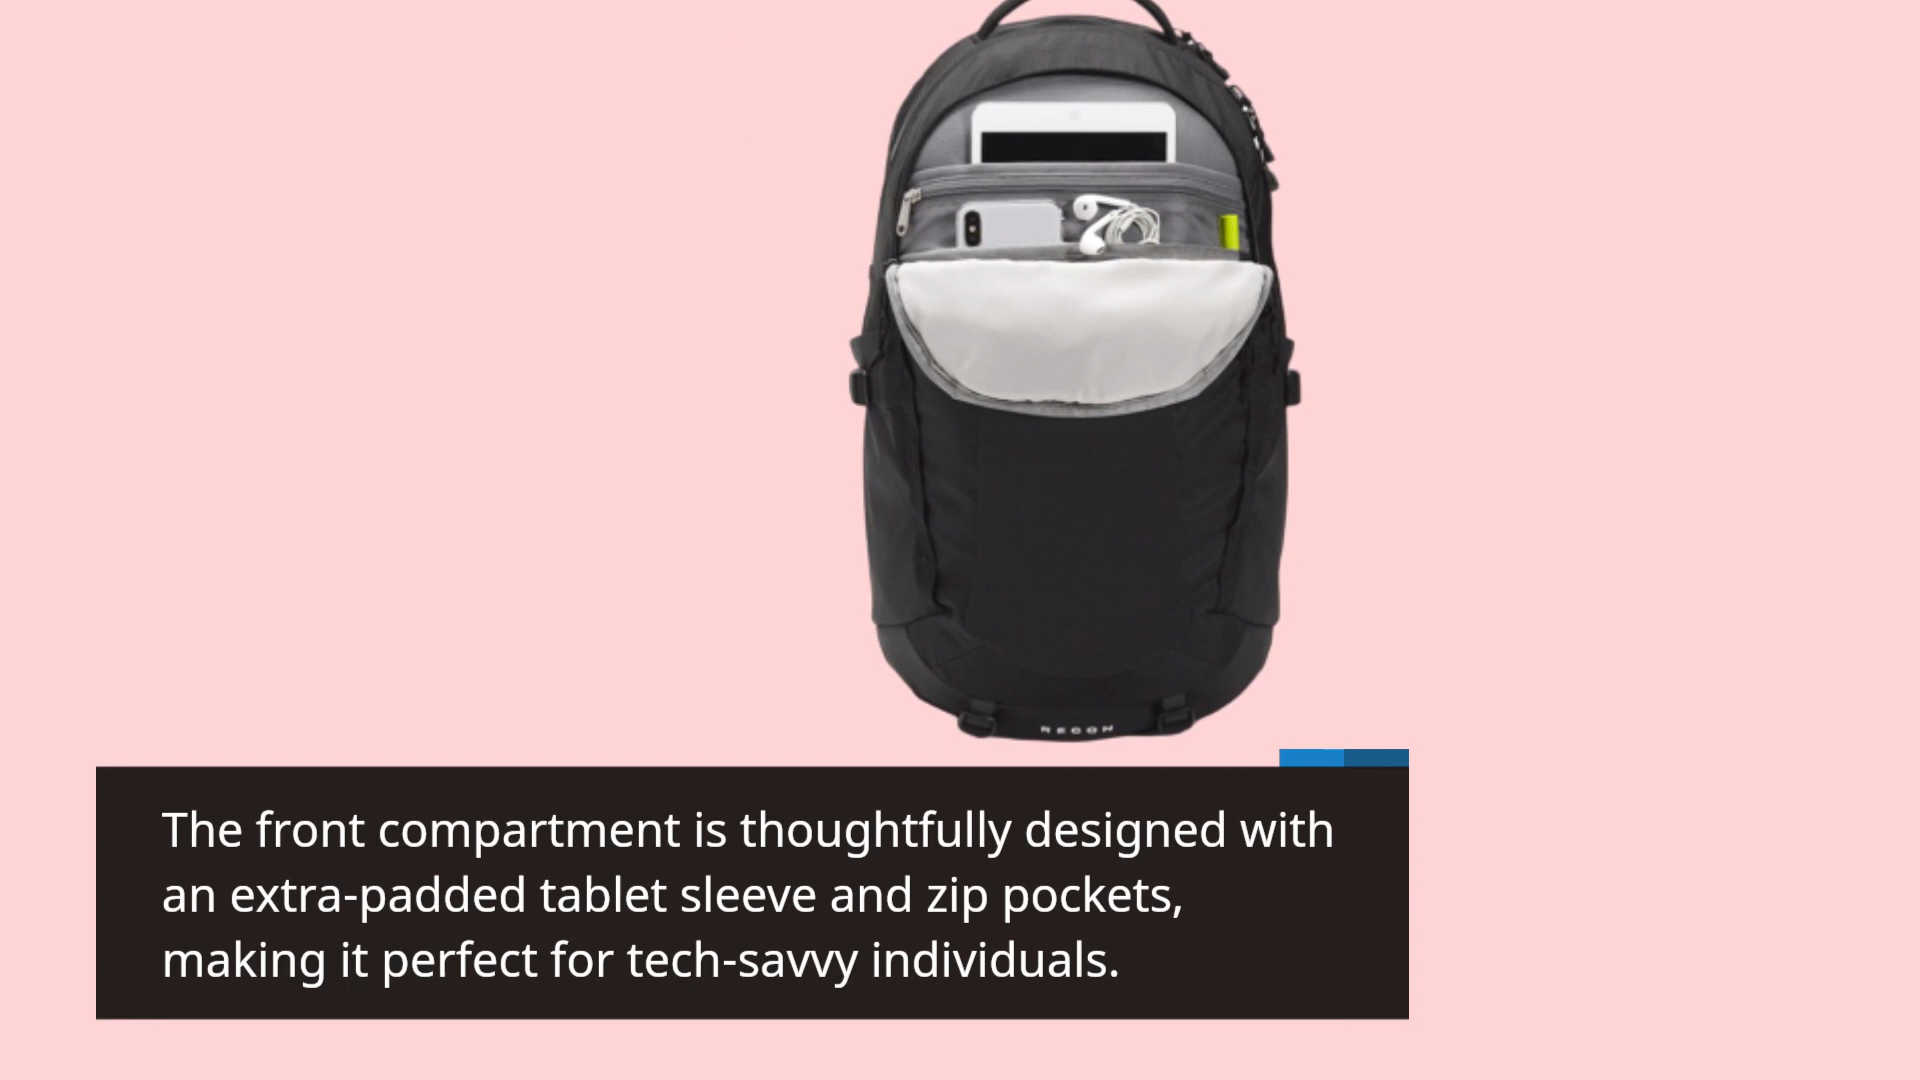 RECON
The front compartment is thoughtfully designed with
an extra-padded tablet sleeve and zip pockets,
making it perfect for tech-savvy individuals.